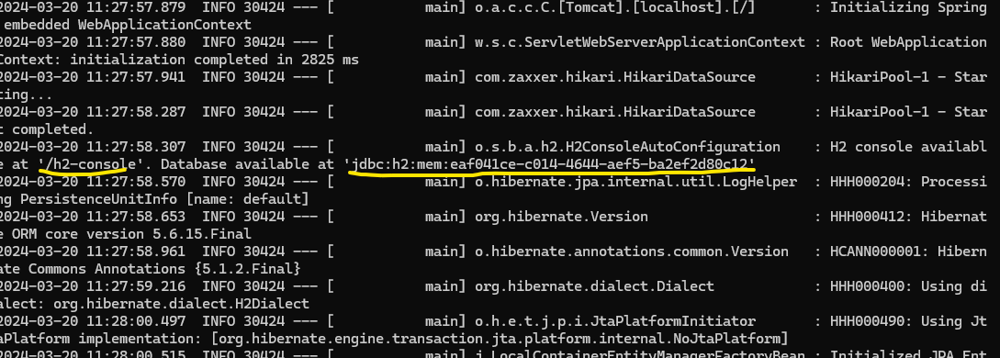 2024-03-20 11:27:57.879  INFO 30424 --- [           main] o.a.c.c.C.[Tomcat].[localhost].[/]       : Initializing Spring
 embedded WebApplicationContext
2024-03-20 11:27:57.880  INFO 30424 --- [           main] w.s.c.ServletWebServerApplicationContext : Root WebApplication
Context: initialization completed in 2825 ms
2024-03-20 11:27:57.941  INFO 30424 --- [           main] com.zaxxer.hikari.HikariDataSource       : HikariPool-1 - Star
ting...
2024-03-20 11:27:58.287  INFO 30424 --- [           main] com.zaxxer.hikari.HikariDataSource       : HikariPool-1 - Star
t completed.
2024-03-20 11:27:58.307  INFO 30424 --- [           main] o.s.b.a.h2.H2ConsoleAutoConfiguration    : H2 console availabl
e at '/h2-console'. Database available at 'jdbc:h2:mem:eaf041ce-c014-4644-aef5-ba2ef2d80c12'
2024-03-20 11:27:58.570  INFO 30424 --- [           main] o.hibernate.jpa.internal.util.LogHelper  : HHH000204: Processi
ng PersistenceUnitInfo [name: default]
2024-03-20 11:27:58.653  INFO 30424 --- [           main] org.hibernate.Version                    : HHH000412: Hibernat
e ORM core version 5.6.15.Final
2024-03-20 11:27:58.961  INFO 30424 --- [           main] o.hibernate.annotations.common.Version   : HCANN000001: Hibern
ate Commons Annotations {5.1.2.Final}
2024-03-20 11:27:59.216  INFO 30424 --- [           main] org.hibernate.dialect.Dialect            : HHH000400: Using di
alect: org.hibernate.dialect.H2Dialect
2024-03-20 11:28:00.497  INFO 30424 --- [           main] o.h.e.t.j.p.i.JtaPlatformInitiator       : HHH000490: Using Jt
aPlatform implementation: [org.hibernate.engine.transaction.jta.platform.internal.NoJtaPlatform]
2024-03-20 11:28:00.515  INFO 30424 --- [           main] j.LocalContainerEntityManagerFactoryBean : Initialized JPA Ent